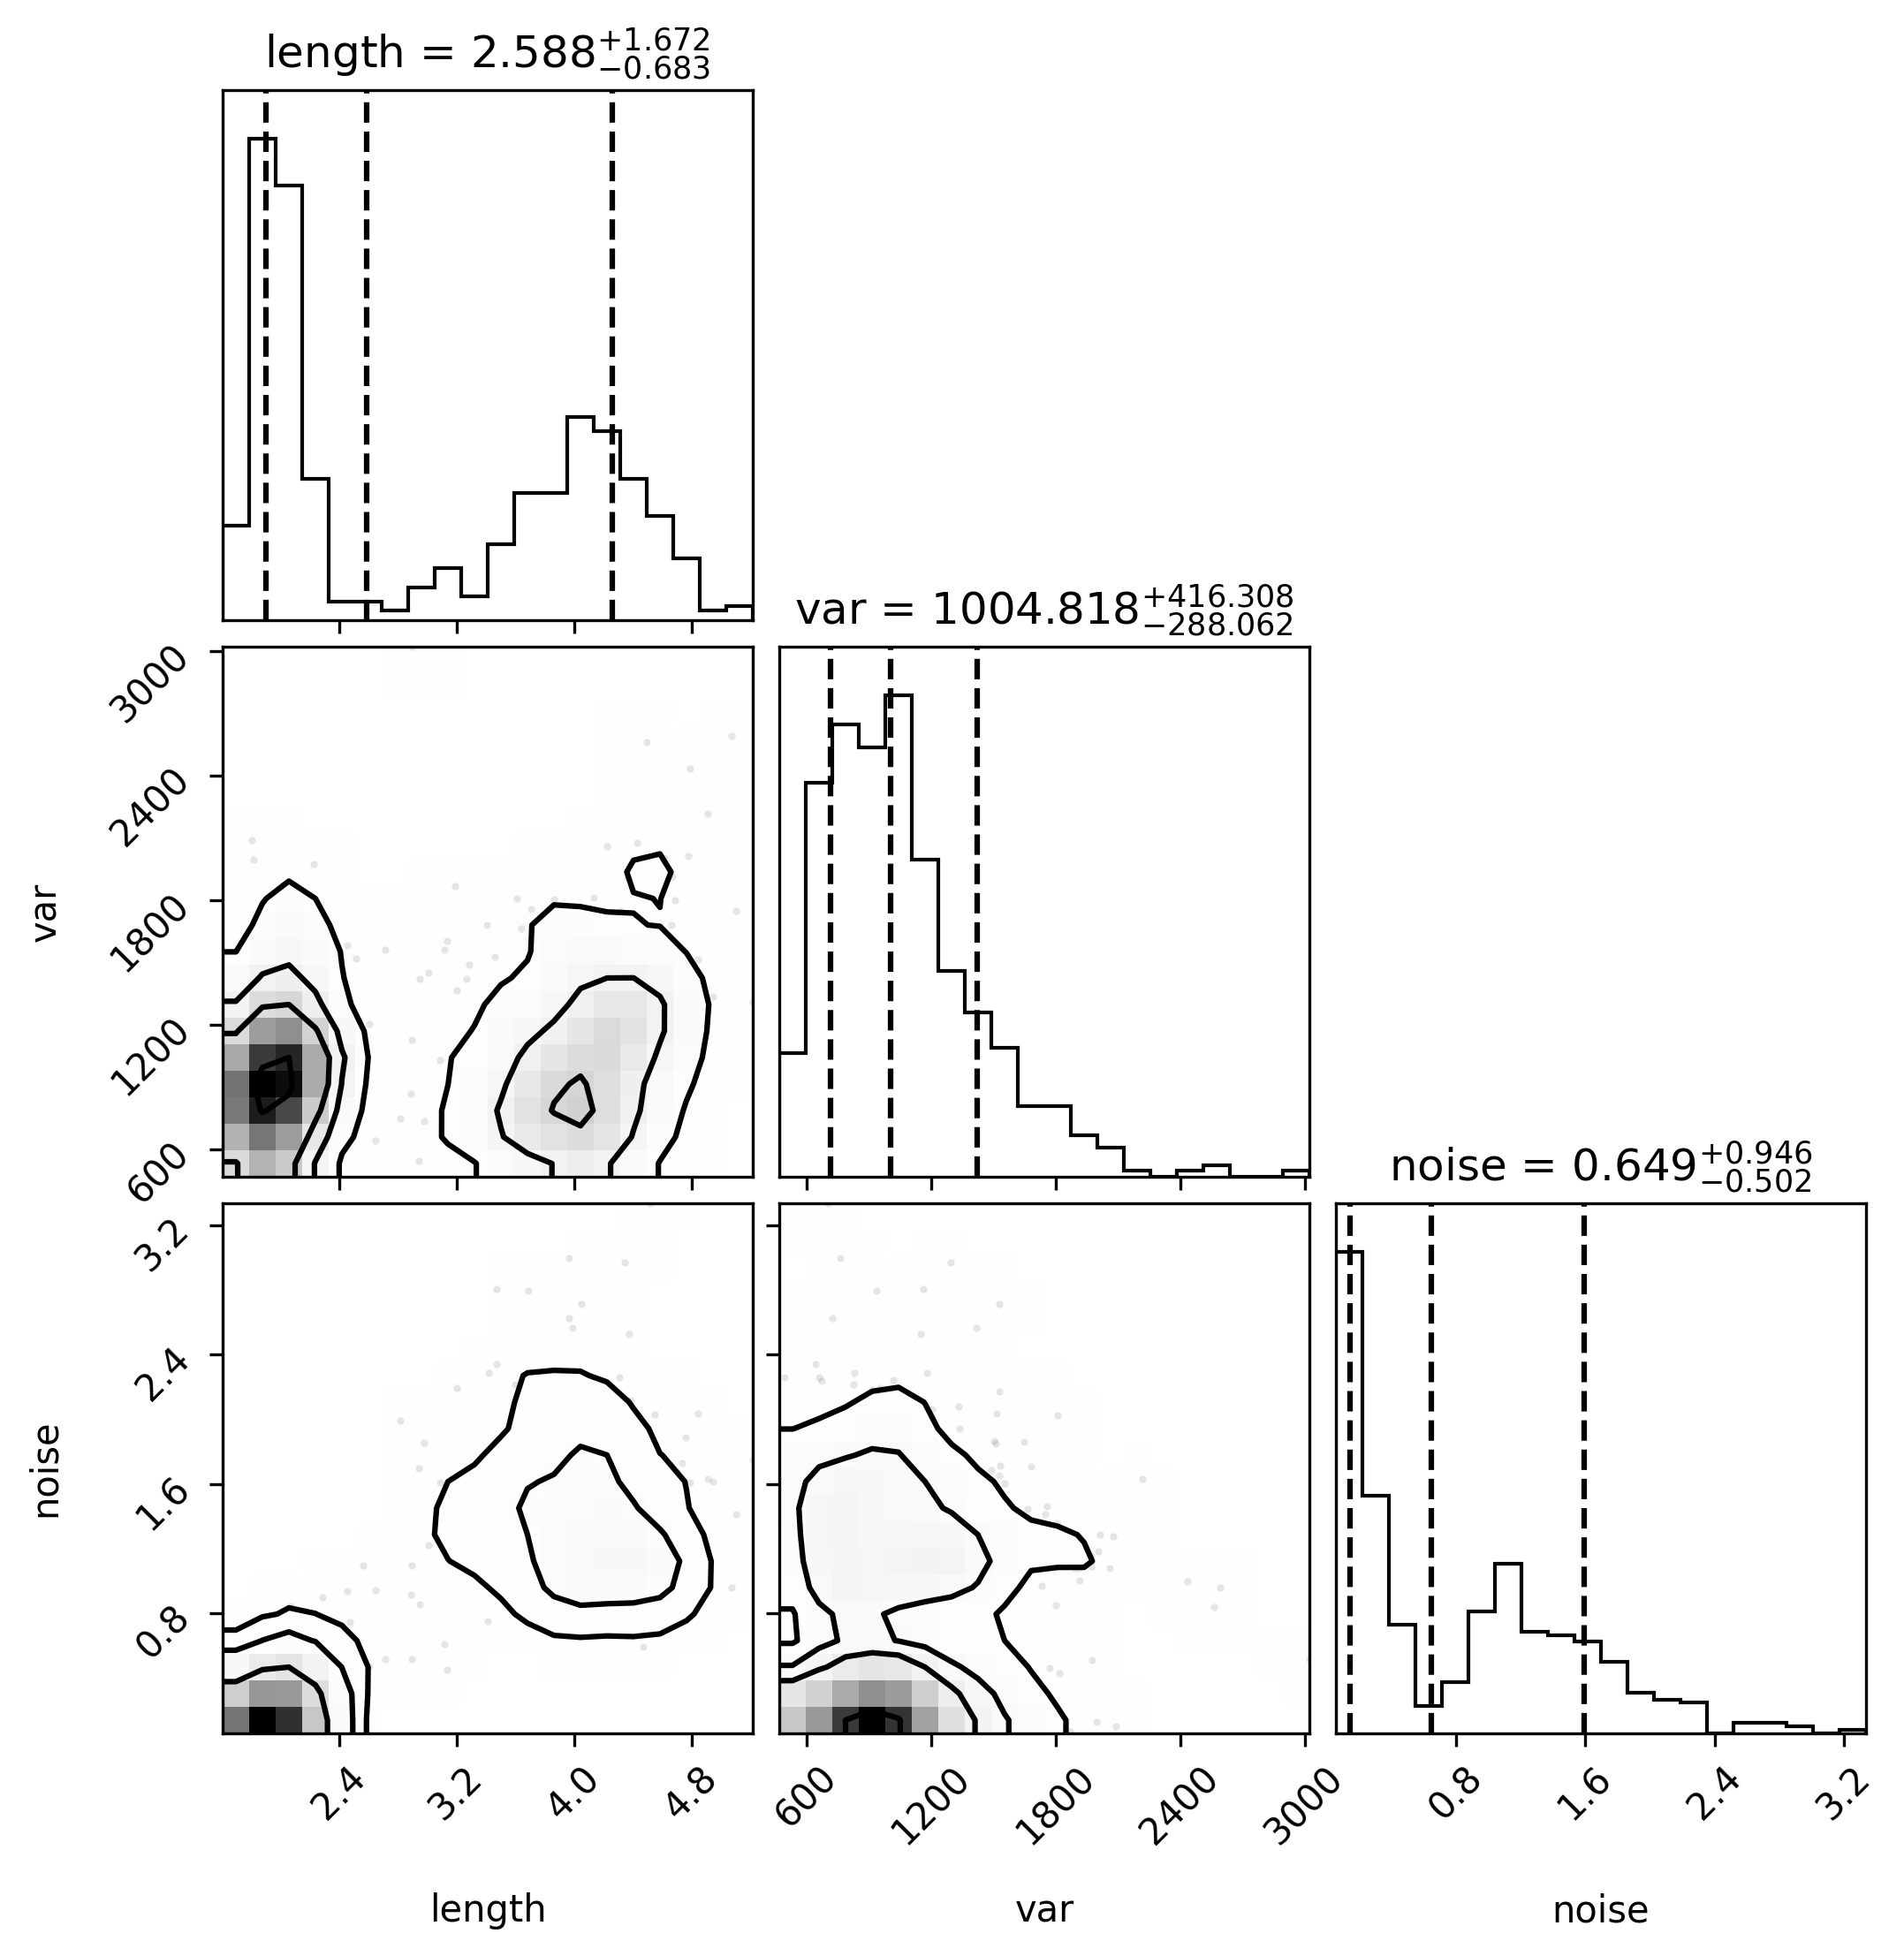 length = 2.588$^{+1.672}_{-0.683}$
var = 1004.818$^{+416.308}_{-288.062}$
3000
2400
1800
1200
600
var
noise = 0.649$^{+0.946}_{-0.502}$
3.2
2.4
1.6
0.8
noise
2.4 3.2 4.0 4.8 600 1200 1800 2400 3000 0.8 1.6 2.4 3.2
length var noise